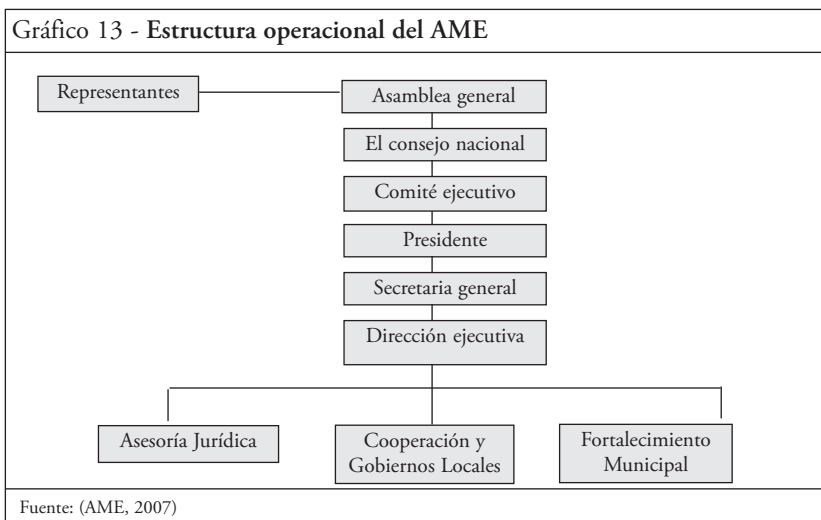 Gráfico 13 - Estructura operacional del AME
Representantes
Asamblea general
El consejo nacional
Comité ejecutivo
Presidente
Secretaria general
Dirección ejecutiva
Asesoría Jurídica
Cooperación y
Gobiernos Locales
Fortalecimiento
Municipal
Fuente: (AME, 2007)